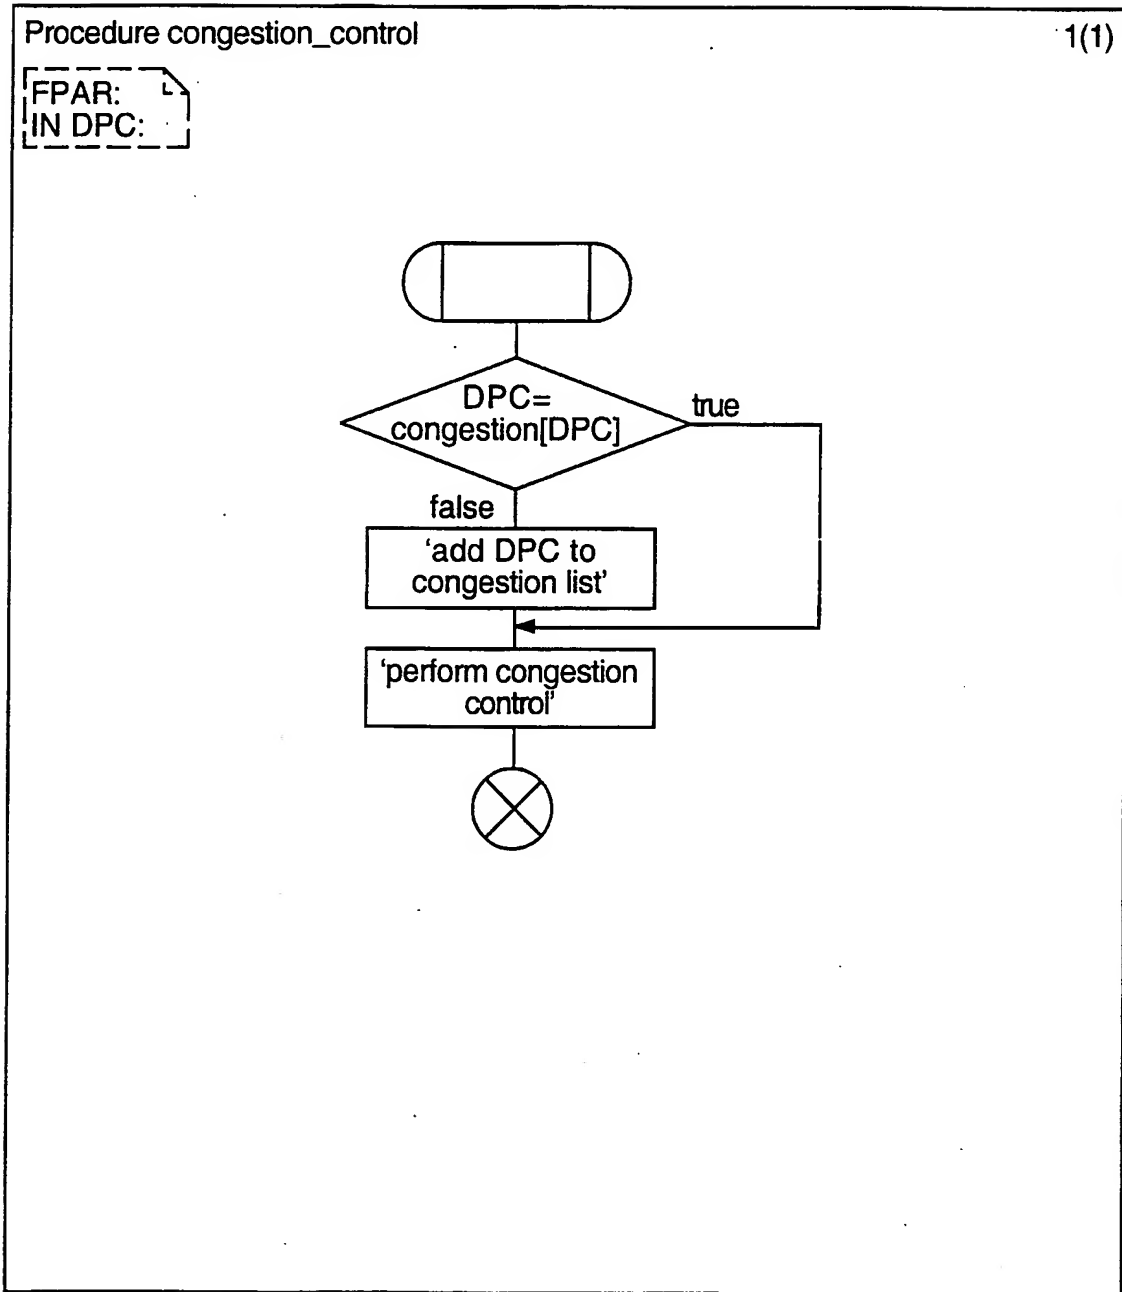 Procedure congestion_control
1(1)
FPAR:
IN DPC:
DPC=
congestion[DPC]
true
false
‘add DPC to
congestion list’
‘perform congestion
control’